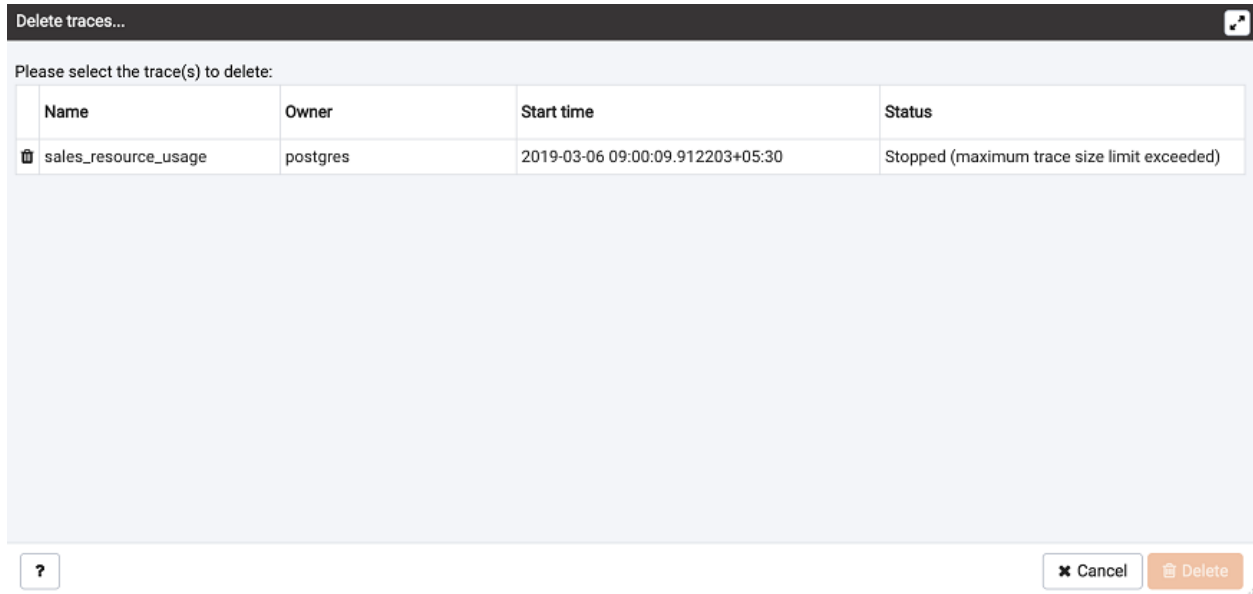 Delete traces...
Please select the trace(s) to delete:
Name Owner Start time Status
sales_resource_usage postgres 2019-03-06 09:00:09.912203+05:30 Stopped (maximum trace size limit exceeded)
? Cancel Delete